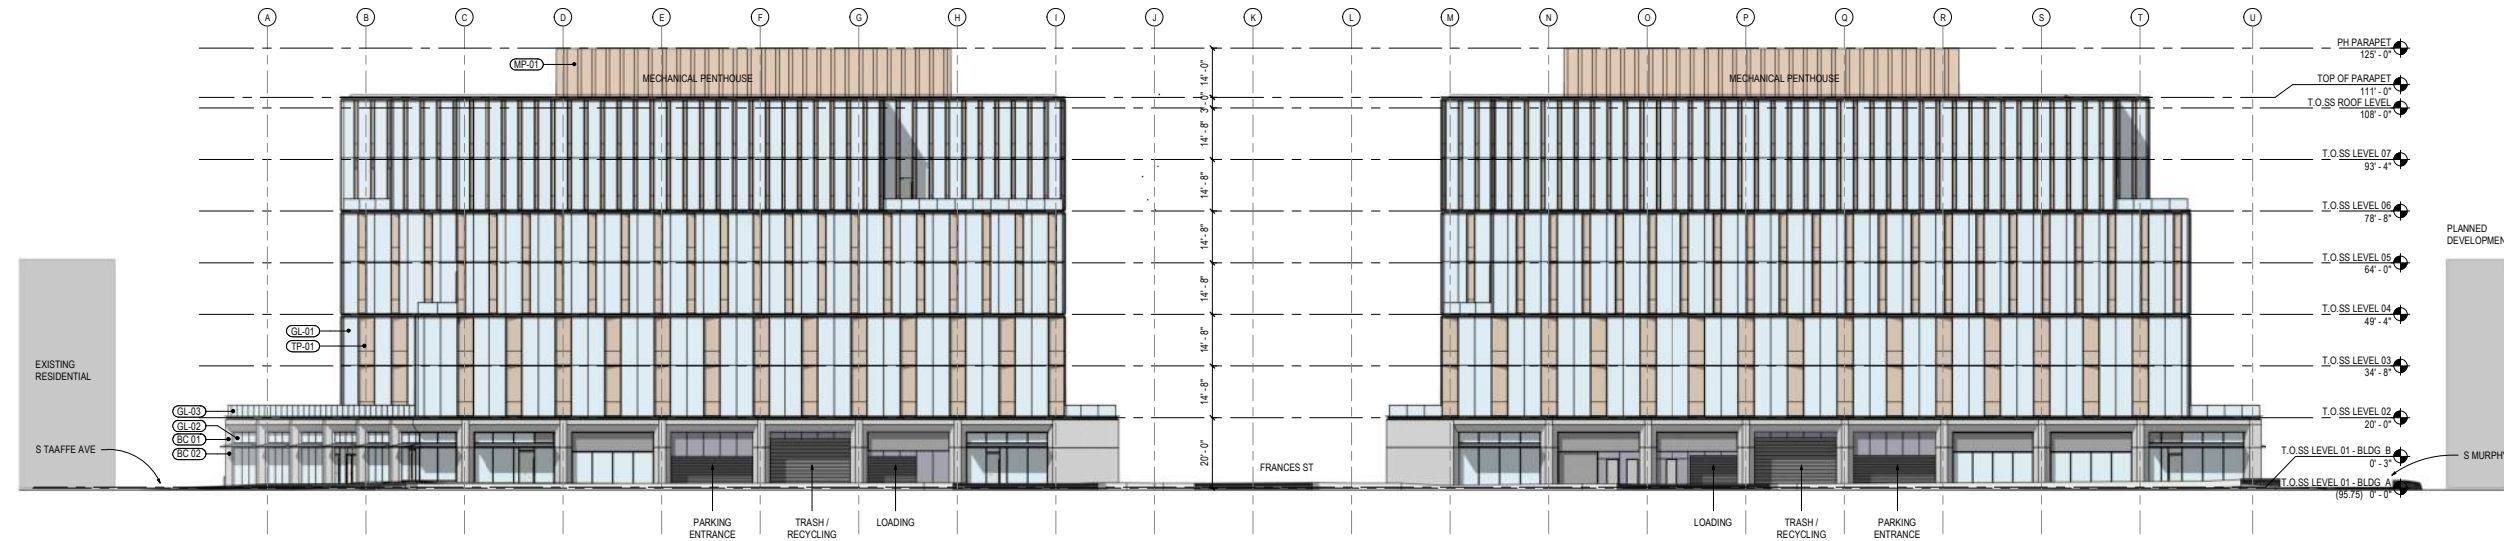 A B C D E F G H I J K L M N O P Q R S T U
PH PARAPET
125' - 0"
MP-01
MECHANICAL PENTHOUSE
14' - 0"
MECHANICAL PENTHOUSE
TOP OF PARAPET
111' - 0"
3' - 0"
T.O.SS ROOF LEVEL
108' - 0"
14' - 8"
T.O.SS LEVEL 07
93' - 4"
14' - 8"
T.O.SS LEVEL 06
78' - 8"
14' - 8"
PLANNED
DEVELOPMEN
T.O.SS LEVEL 05
64' - 0"
14' - 8"
T.O.SS LEVEL 04
49' - 4"
GL-01
TP-01
14' - 8"
T.O.SS LEVEL 03
34' - 8"
EXISTING
RESIDENTIAL
14' - 8"
GL-03
T.O.SS LEVEL 02
20' - 0"
GL-02
BC 01
BC 02
S TAAFFE AVE
20' - 0"
FRANCES ST
T.O.SS LEVEL 01 - BLDG B
0' - 3"
S MURPHY
T.O.SS LEVEL 01 - BLDG A
(95.75) 0' - 0"
PARKING
ENTRANCE
TRASH /
RECYCLING
LOADING
LOADING
TRASH /
RECYCLING
PARKING
ENTRANCE